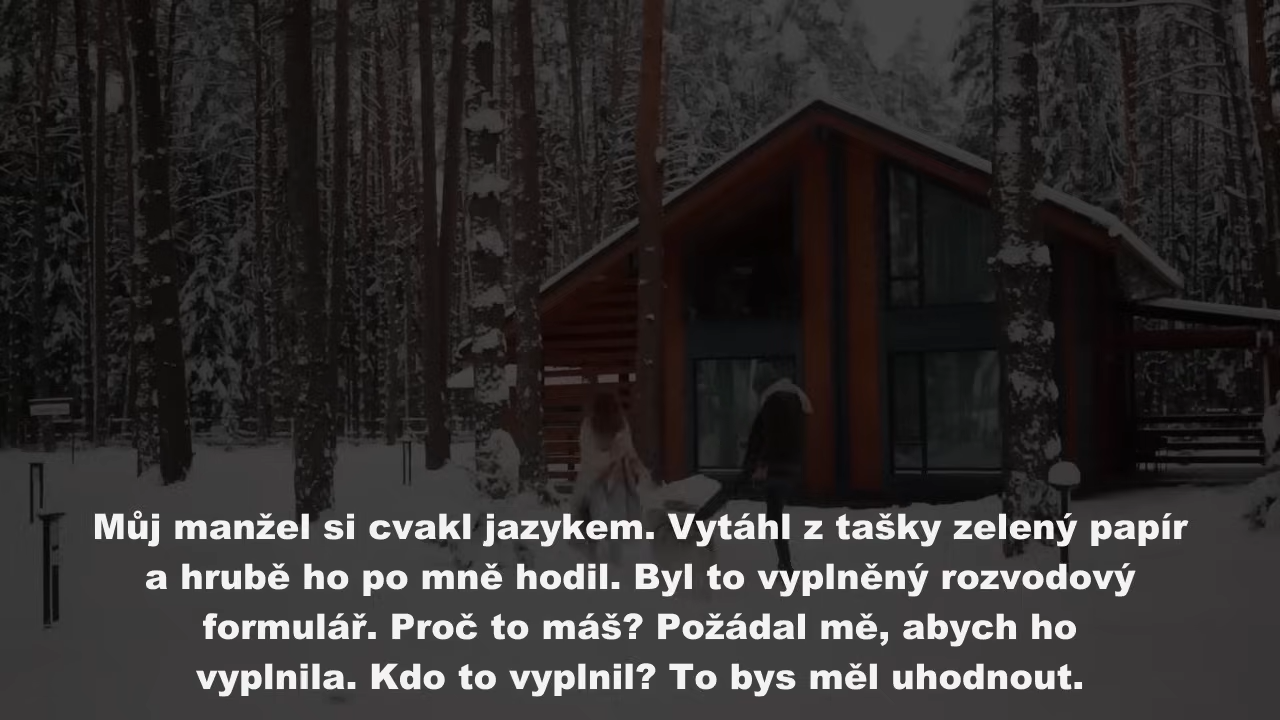 Můj manžel si cvakl jazykem. Vytáhl z tašky zelený papír
a hrubě ho po mně hodil. Byl to vyplněný rozvodový
formulář. Proč to máš? Požádal mě, abych ho
vyplnila. Kdo to vyplnil? To bys měl uhodnout.